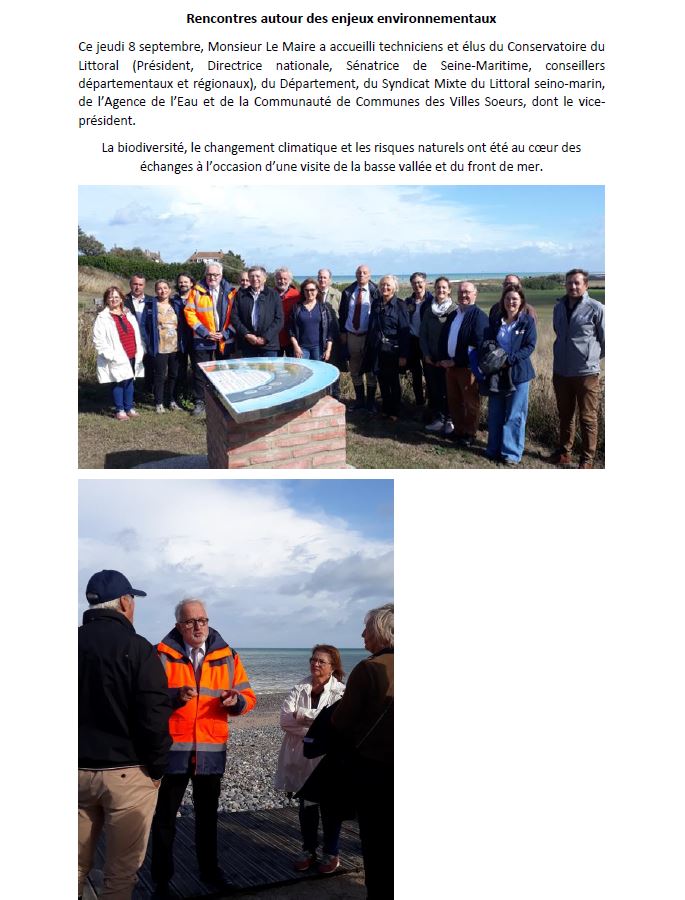 Rencontres autour des enjeux environnementaux
Ce jeudi 8 septembre, Monsieur Le Maire a accueilli techniciens et élus du Conservatoire du
Littoral (Président, Directrice nationale, Sénatrice de Seine-Maritime, conseillers
départementaux et régionaux), du Département, du Syndicat Mixte du Littoral seino-marin,
de l’Agence de l’Eau et de la Communauté de Communes des Villes Soeurs, dont le vice-
président.
La biodiversité, le changement climatique et les risques naturels ont été au cœur des
échanges à l’occasion d’une visite de la basse vallée et du front de mer.